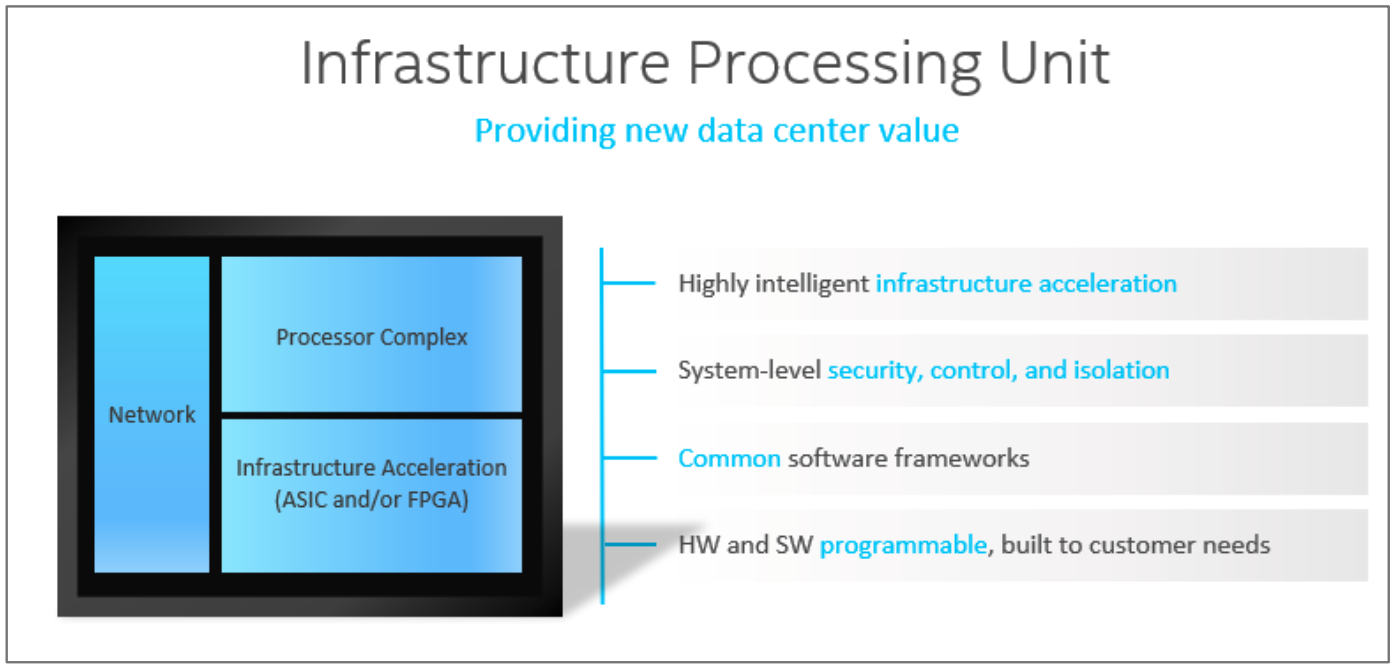 Infrastructure Processing Unit
Providing new data center value
Network
Processor Complex
Infrastructure Acceleration
(ASIC and/or FPGA)
Highly intelligent infrastructure acceleration
System-level security, control, and isolation
Common software frameworks
HW and SW programmable, built to customer needs